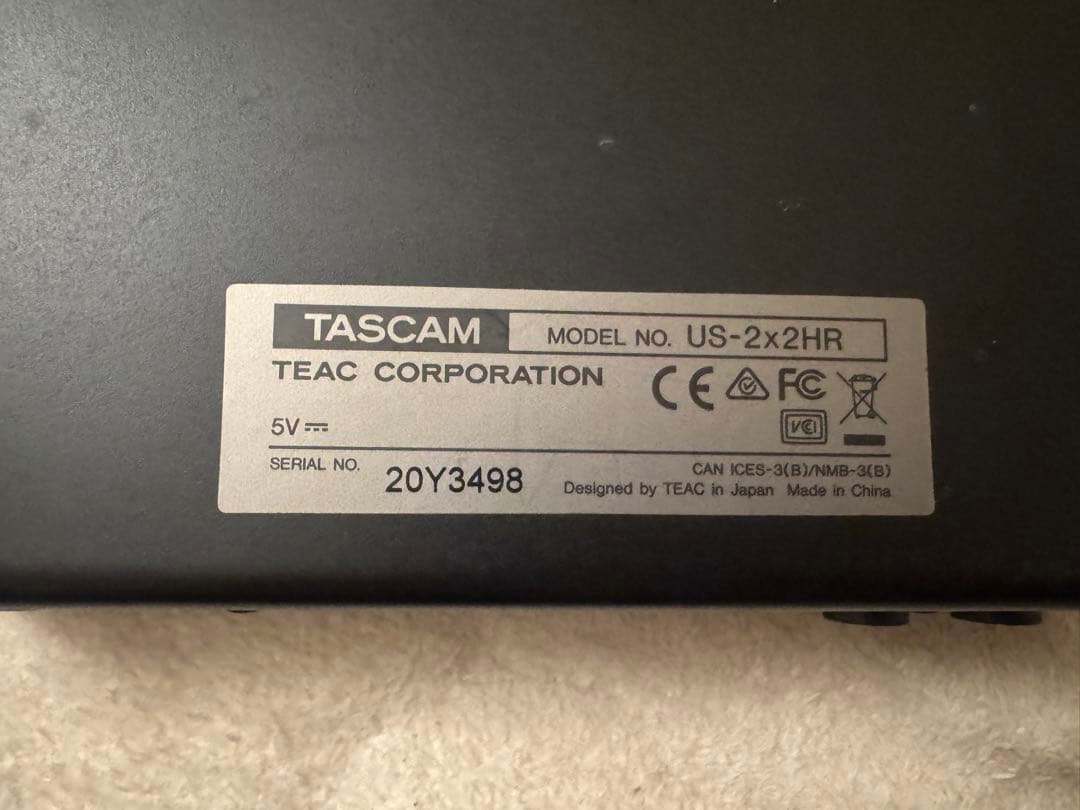 TASCAM MODEL NO. US-2x2HR
TEAC CORPORATION
CE FC
VCI
5V
SERIAL NO. 20Y3498
CAN ICES-3(B)/NMB-3(B)
Designed by TEAC in Japan Made in China